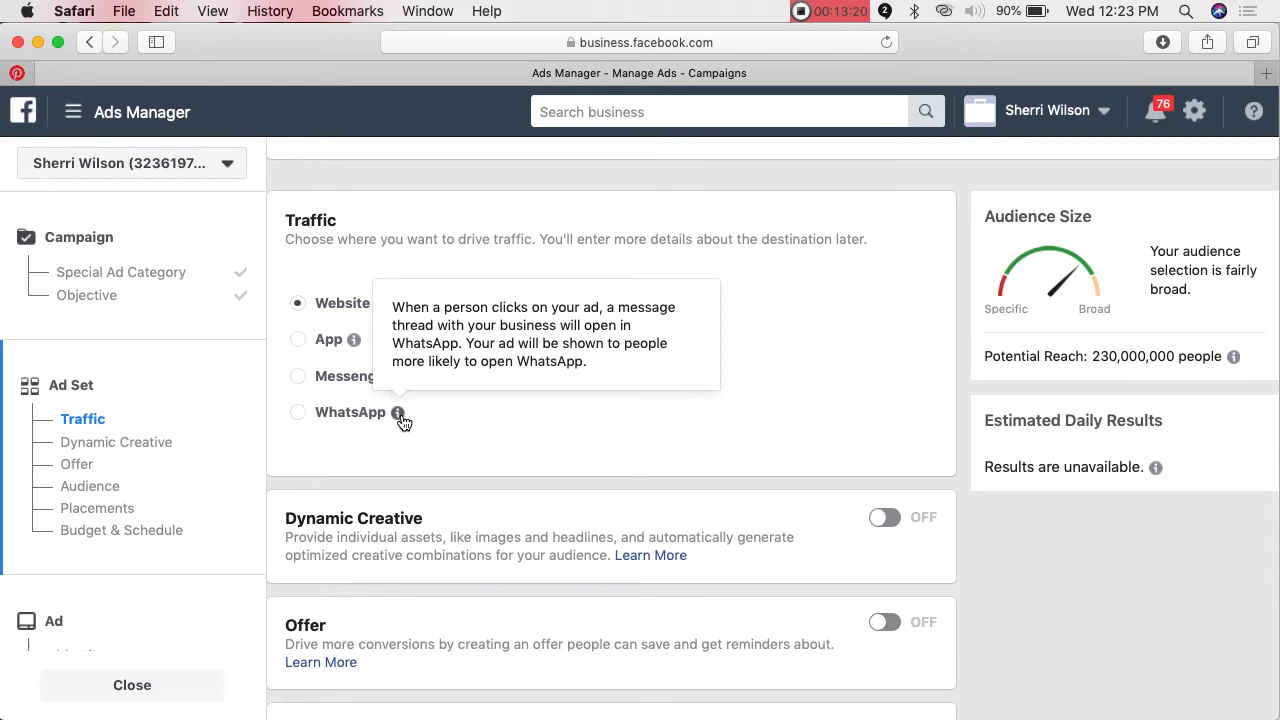 Safari File Edit View History Bookmarks Window Help 00:13:20 2 90% Wed 12:23 PM
business.facebook.com
Ads Manager - Manage Ads - Campaigns
Ads Manager
Search business
Sherri Wilson
76
Sherri Wilson (3236197...
Campaign
Special Ad Category
Objective
Ad Set
Traffic
Dynamic Creative
Offer
Audience
Placements
Budget & Schedule
Ad
Close
Traffic
Choose where you want to drive traffic. You'll enter more details about the destination later.
Website
App
Messeng
WhatsApp
When a person clicks on your ad, a message
thread with your business will open in
WhatsApp. Your ad will be shown to people
more likely to open WhatsApp.
Dynamic Creative
OFF
Provide individual assets, like images and headlines, and automatically generate
optimized creative combinations for your audience. Learn More
Offer
OFF
Drive more conversions by creating an offer people can save and get reminders about.
Learn More
Audience Size
Specific
Broad
Your audience
selection is fairly
broad.
Potential Reach: 230,000,000 people
Estimated Daily Results
Results are unavailable.